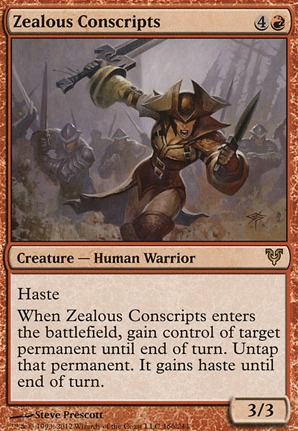 Zealous Conscripts 4
Creature — Human Warrior
Haste
When Zealous Conscripts enters
the battlefield, gain control of target
permanent until end of turn. Untap
that permanent. It gains haste until
end of turn.
Steve Prescott
3/3